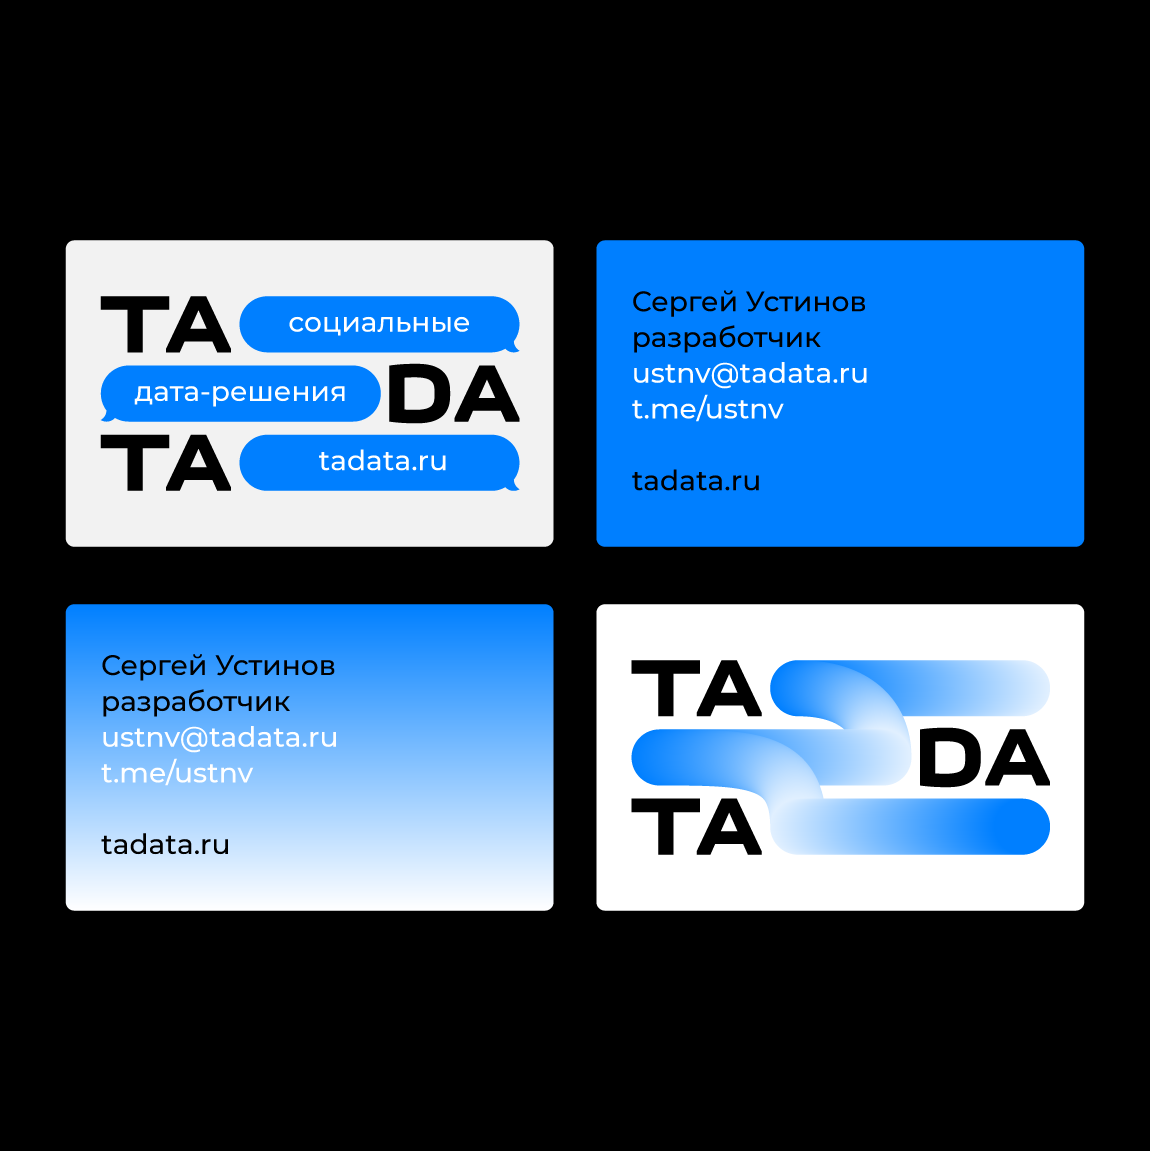 TA социальные
дата-решения DA
TA tadata.ru
Сергей Устинов
разработчик
ustnv@tadata.ru
t.me/ustnv
tadata.ru
Сергей Устинов
разработчик
ustnv@tadata.ru
t.me/ustnv
tadata.ru
TA
DA
TA